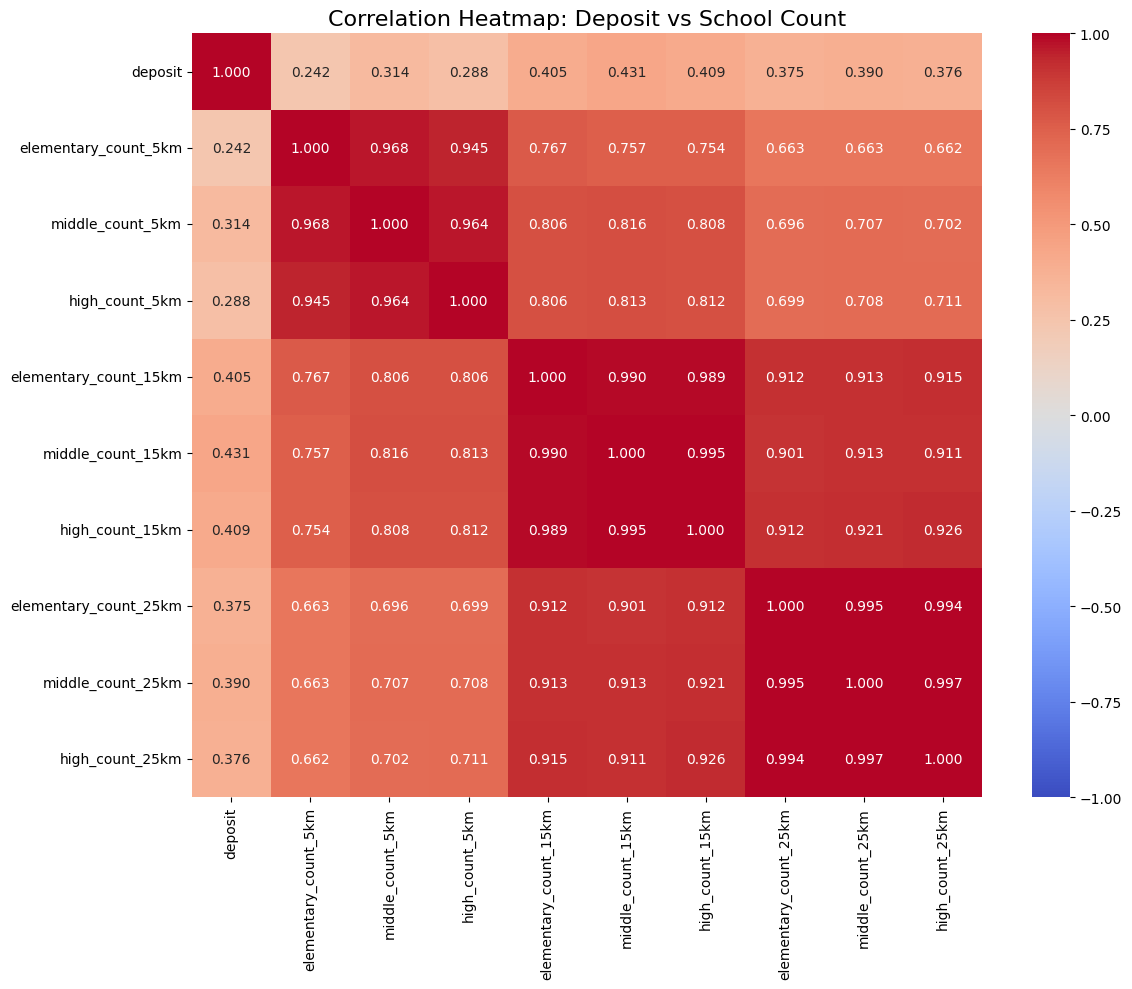 Correlation Heatmap: Deposit vs School Count
deposit 1.000 0.242 0.314 0.288 0.405 0.431 0.409 0.375 0.390 0.376
elementary_count_5km 0.242 1.000 0.968 0.945 0.767 0.757 0.754 0.663 0.663 0.662
middle_count_5km 0.314 0.968 1.000 0.964 0.806 0.816 0.808 0.696 0.707 0.702
high_count_5km 0.288 0.945 0.964 1.000 0.806 0.813 0.812 0.699 0.708 0.711
elementary_count_15km 0.405 0.767 0.806 0.806 1.000 0.990 0.989 0.912 0.913 0.915
middle_count_15km 0.431 0.757 0.816 0.813 0.990 1.000 0.995 0.901 0.913 0.911
high_count_15km 0.409 0.754 0.808 0.812 0.989 0.995 1.000 0.912 0.921 0.926
elementary_count_25km 0.375 0.663 0.696 0.699 0.912 0.901 0.912 1.000 0.995 0.994
middle_count_25km 0.390 0.663 0.707 0.708 0.913 0.913 0.921 0.995 1.000 0.997
high_count_25km 0.376 0.662 0.702 0.711 0.915 0.911 0.926 0.994 0.997 1.000
deposit
elementary_count_5km
middle_count_5km
high_count_5km
elementary_count_15km
middle_count_15km
high_count_15km
elementary_count_25km
middle_count_25km
high_count_25km
1.00
0.75
0.50
0.25
0.00
−0.25
−0.50
−0.75
−1.00